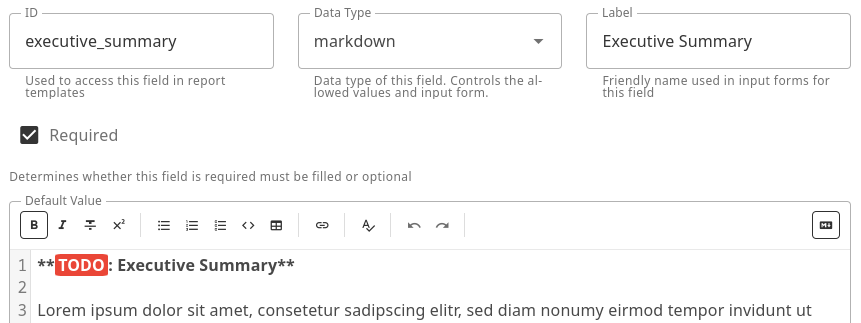 ID
executive_summary
Used to access this field in report
templates
Data Type
markdown
Data type of this field. Controls the al-
lowed values and input form.
Label
Executive Summary
Friendly name used in input forms for
this field
Required
Determines whether this field is required must be filled or optional
Default Value
B I S X²
1 **TODO: Executive Summary**
2
3 Lorem ipsum dolor sit amet, consetetur sadipscing elitr, sed diam nonumy eirmod tempor invidunt ut